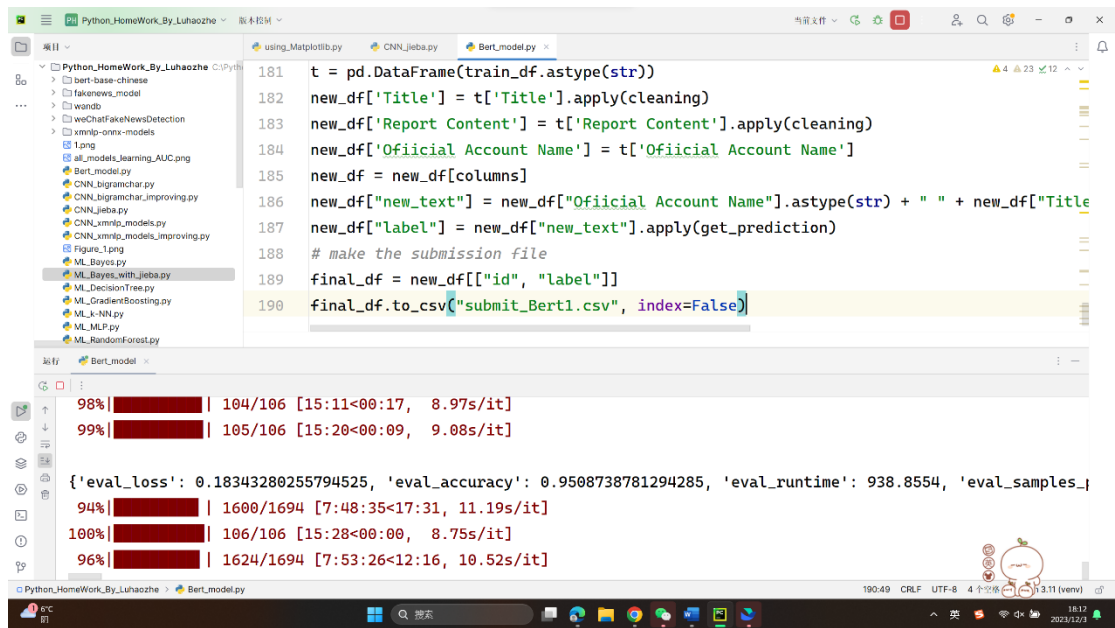 PH Python_HomeWork_By_Luhaozhe 版本控制 当前文件
项目 using_Matplotlib.py CNN_jieba.py Bert_model.py
Python_HomeWork_By_Luhaozhe C:\Pyth
bert-base-chinese
fakenews_model
wandb
weChatFakeNewsDetection
xmnlp-onnx-models
1.png
all_models_learning_AUC.png
Bert_model.py
CNN_bigramchar.py
CNN_bigramchar_improving.py
CNN_jieba.py
CNN_xmnlp_models.py
CNN_xmnlp_models_improving.py
Figure_1.png
ML_Bayes.py
ML_Bayes_with_jieba.py
ML_DecisionTree.py
ML_GradientBoosting.py
ML_k-NN.py
ML_MLP.py
ML_RandomForest.py
4 23 12
181 t = pd.DataFrame(train_df.astype(str))
182 new_df['Title'] = t['Title'].apply(cleaning)
183 new_df['Report Content'] = t['Report Content'].apply(cleaning)
184 new_df['Ofiicial Account Name'] = t['Ofiicial Account Name']
185 new_df = new_df[columns]
186 new_df["new_text"] = new_df["Ofiicial Account Name"].astype(str) + " " + new_df["Title
187 new_df["label"] = new_df["new_text"].apply(get_prediction)
188 # make the submission file
189 final_df = new_df[["id", "label"]]
190 final_df.to_csv("submit_Bert1.csv", index=False)
运行 Bert_model
98%| | 104/106 [15:11<00:17, 8.97s/it]
99%| | 105/106 [15:20<00:09, 9.08s/it]
{'eval_loss': 0.18343280255794525, 'eval_accuracy': 0.9508738781294285, 'eval_runtime': 938.8554, 'eval_samples_p
94%| | 1600/1694 [7:48:35<17:31, 11.19s/it]
100%| | 106/106 [15:28<00:00, 8.75s/it]
96%| | 1624/1694 [7:53:26<12:16, 10.52s/it]
Python_HomeWork_By_Luhaozhe > Bert_model.py 190:49 CRLF UTF-8 4 个空格 3.11 (venv)
1 6°C
阴
搜索
英
18:12
2023/12/3